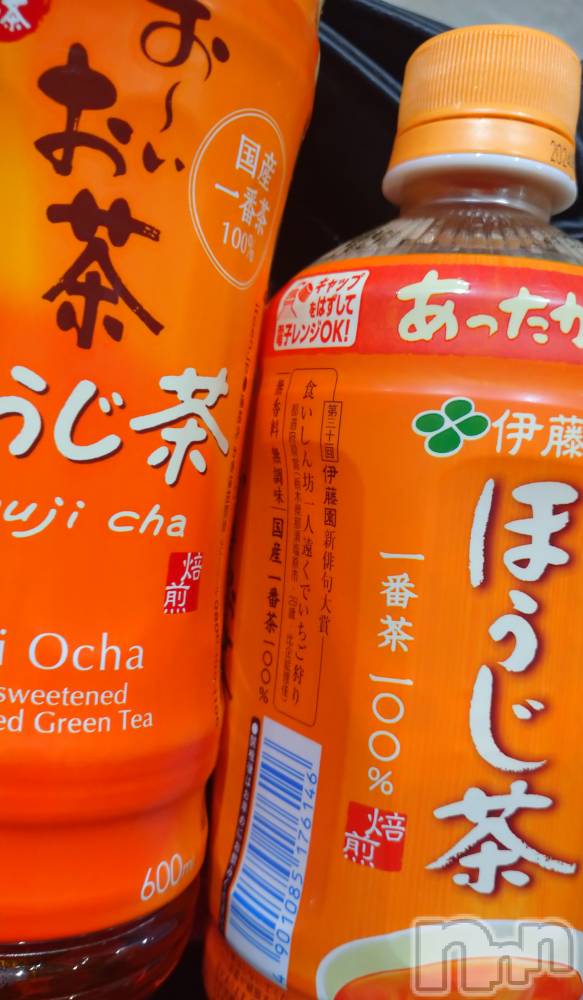 お～い
お茶
国産
一番茶
100%
うじ茶
uji cha
焙煎
i Ocha
sweetened
ed Green Tea
600ml
202
キャップ
をはずして
電子レンジOK!
あったか
伊藤
ほうじ茶
一番茶一〇〇%
焙煎
第三十一回 伊藤園新俳句大賞
食いしん坊一人遠くでいちご狩り
無香料 無調味 国産 一番茶一〇〇%
4901085176146